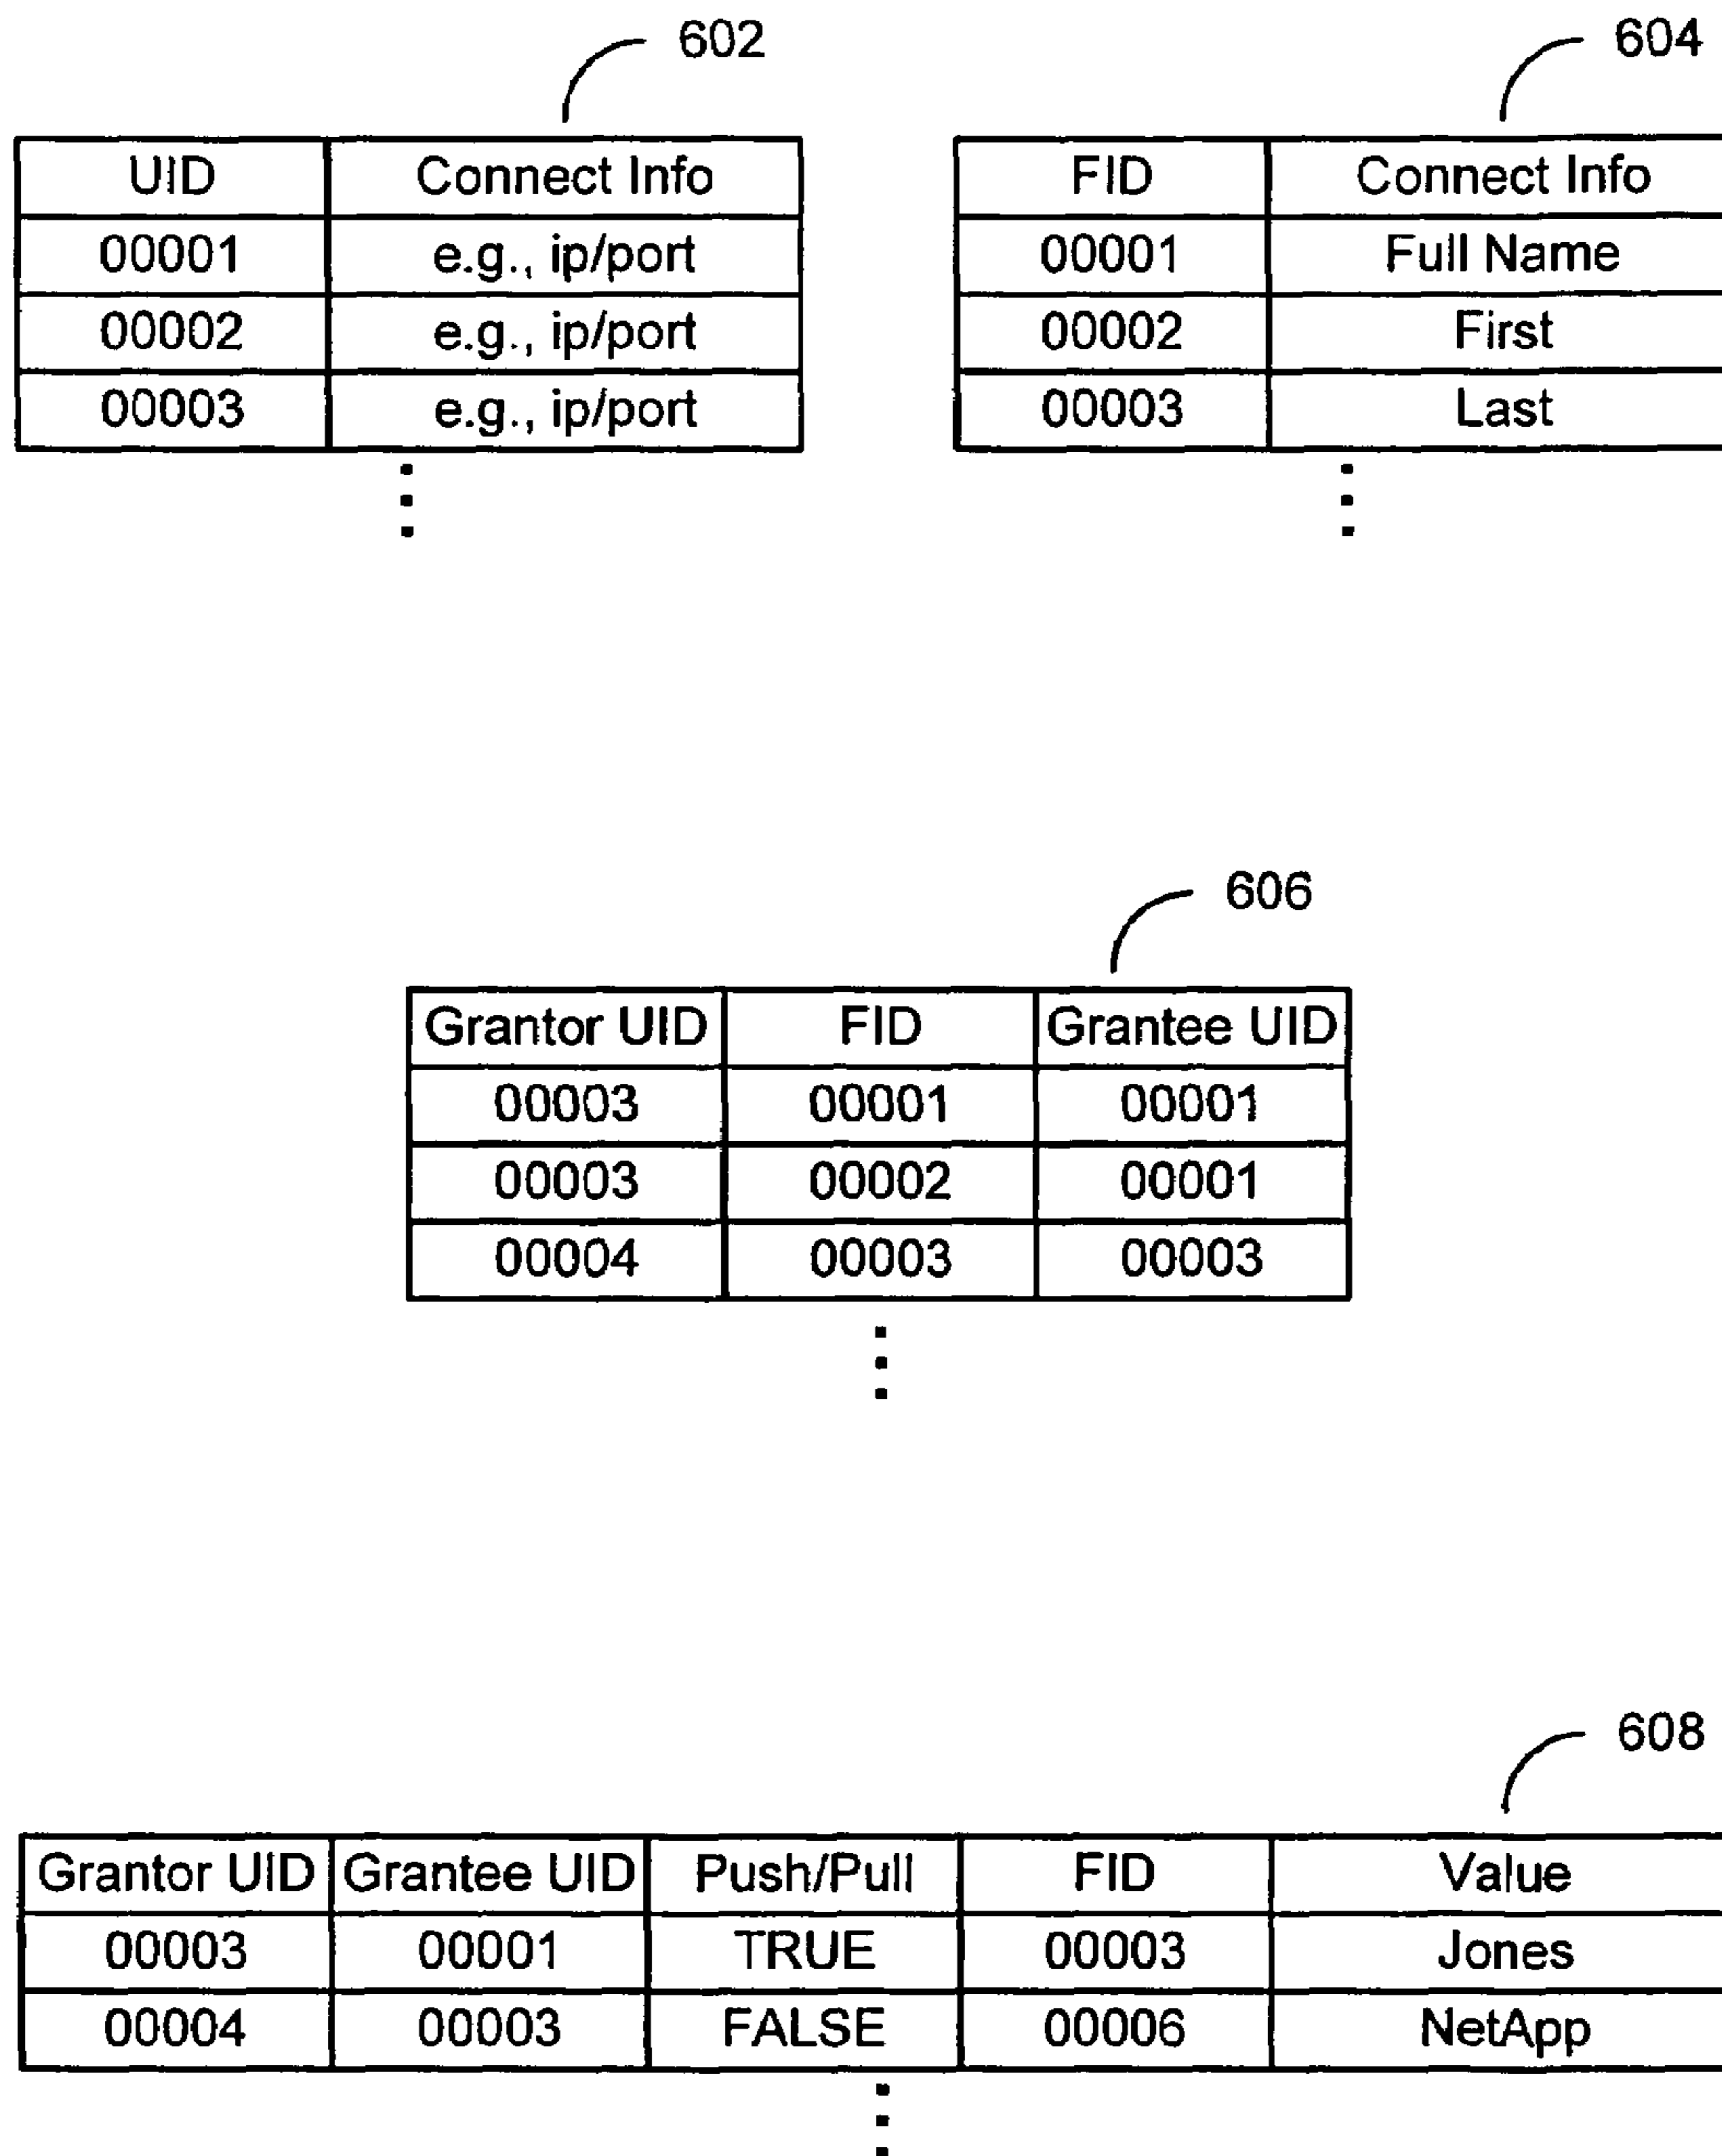 602
UID Connect Info
00001 e.g., ip/port
00002 e.g., ip/port
00003 e.g., ip/port
604
FID Connect Info
00001 Full Name
00002 First
00003 Last
606
Grantor UID FID Grantee UID
00003 00001 00001
00003 00002 00001
00004 00003 00003
608
Grantor UID Grantee UID Push/Pull FID Value
00003 00001 TRUE 00003 Jones
00004 00003 FALSE 00006 NetApp